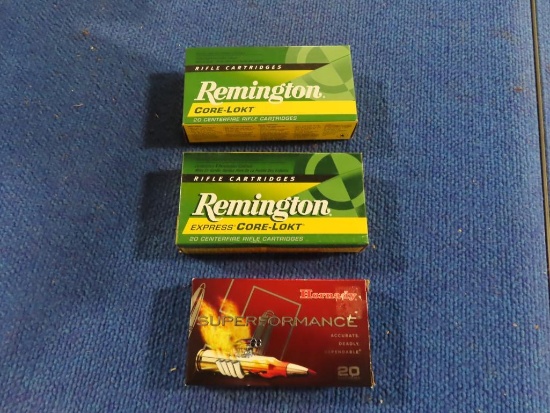 RIFLE CARTRIDGES
Remington
CORE-LOKT
20 CENTERFIRE RIFLE CARTRIDGES
RIFLE CARTRIDGES
Remington
EXPRESS CORE-LOKT
20 CENTERFIRE RIFLE CARTRIDGES
Hornady
SUPERFORMANCE
ACCURATE
DEADLY
DEPENDABLE
20